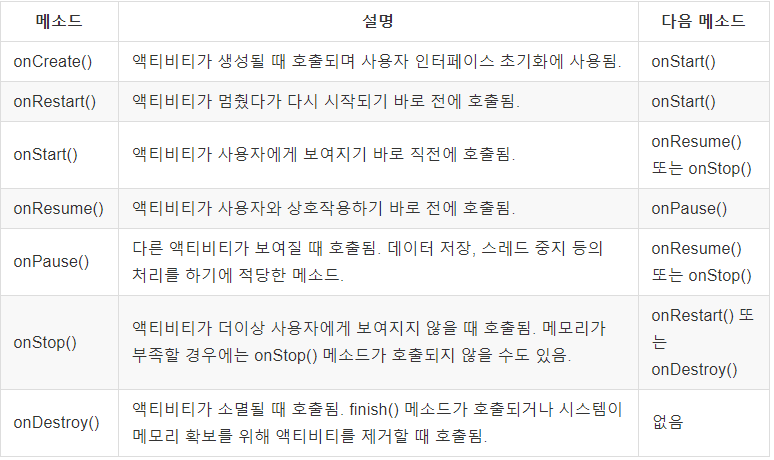 메소드 설명 다음 메소드
onCreate() 액티비티가 생성될 때 호출되며 사용자 인터페이스 초기화에 사용됨. onStart()
onRestart() 액티비티가 멈췄다가 다시 시작되기 바로 전에 호출됨. onStart()
onStart() 액티비티가 사용자에게 보여지기 바로 직전에 호출됨. onResume()
또는 onStop()
onResume() 액티비티가 사용자와 상호작용하기 바로 전에 호출됨. onPause()
onPause() 다른 액티비티가 보여질 때 호출됨. 데이터 저장, 스레드 중지 등의 onResume()
처리를 하기에 적당한 메소드. 또는 onStop()
onStop() 액티비티가 더이상 사용자에게 보여지지 않을 때 호출됨. 메모리가 onRestart() 또
부족할 경우에는 onStop() 메소드가 호출되지 않을 수도 있음. 는
onDestroy()
onDestroy() 액티비티가 소멸될 때 호출됨. finish() 메소드가 호출되거나 시스템이 없음
메모리 확보를 위해 액티비티를 제거할 때 호출됨.